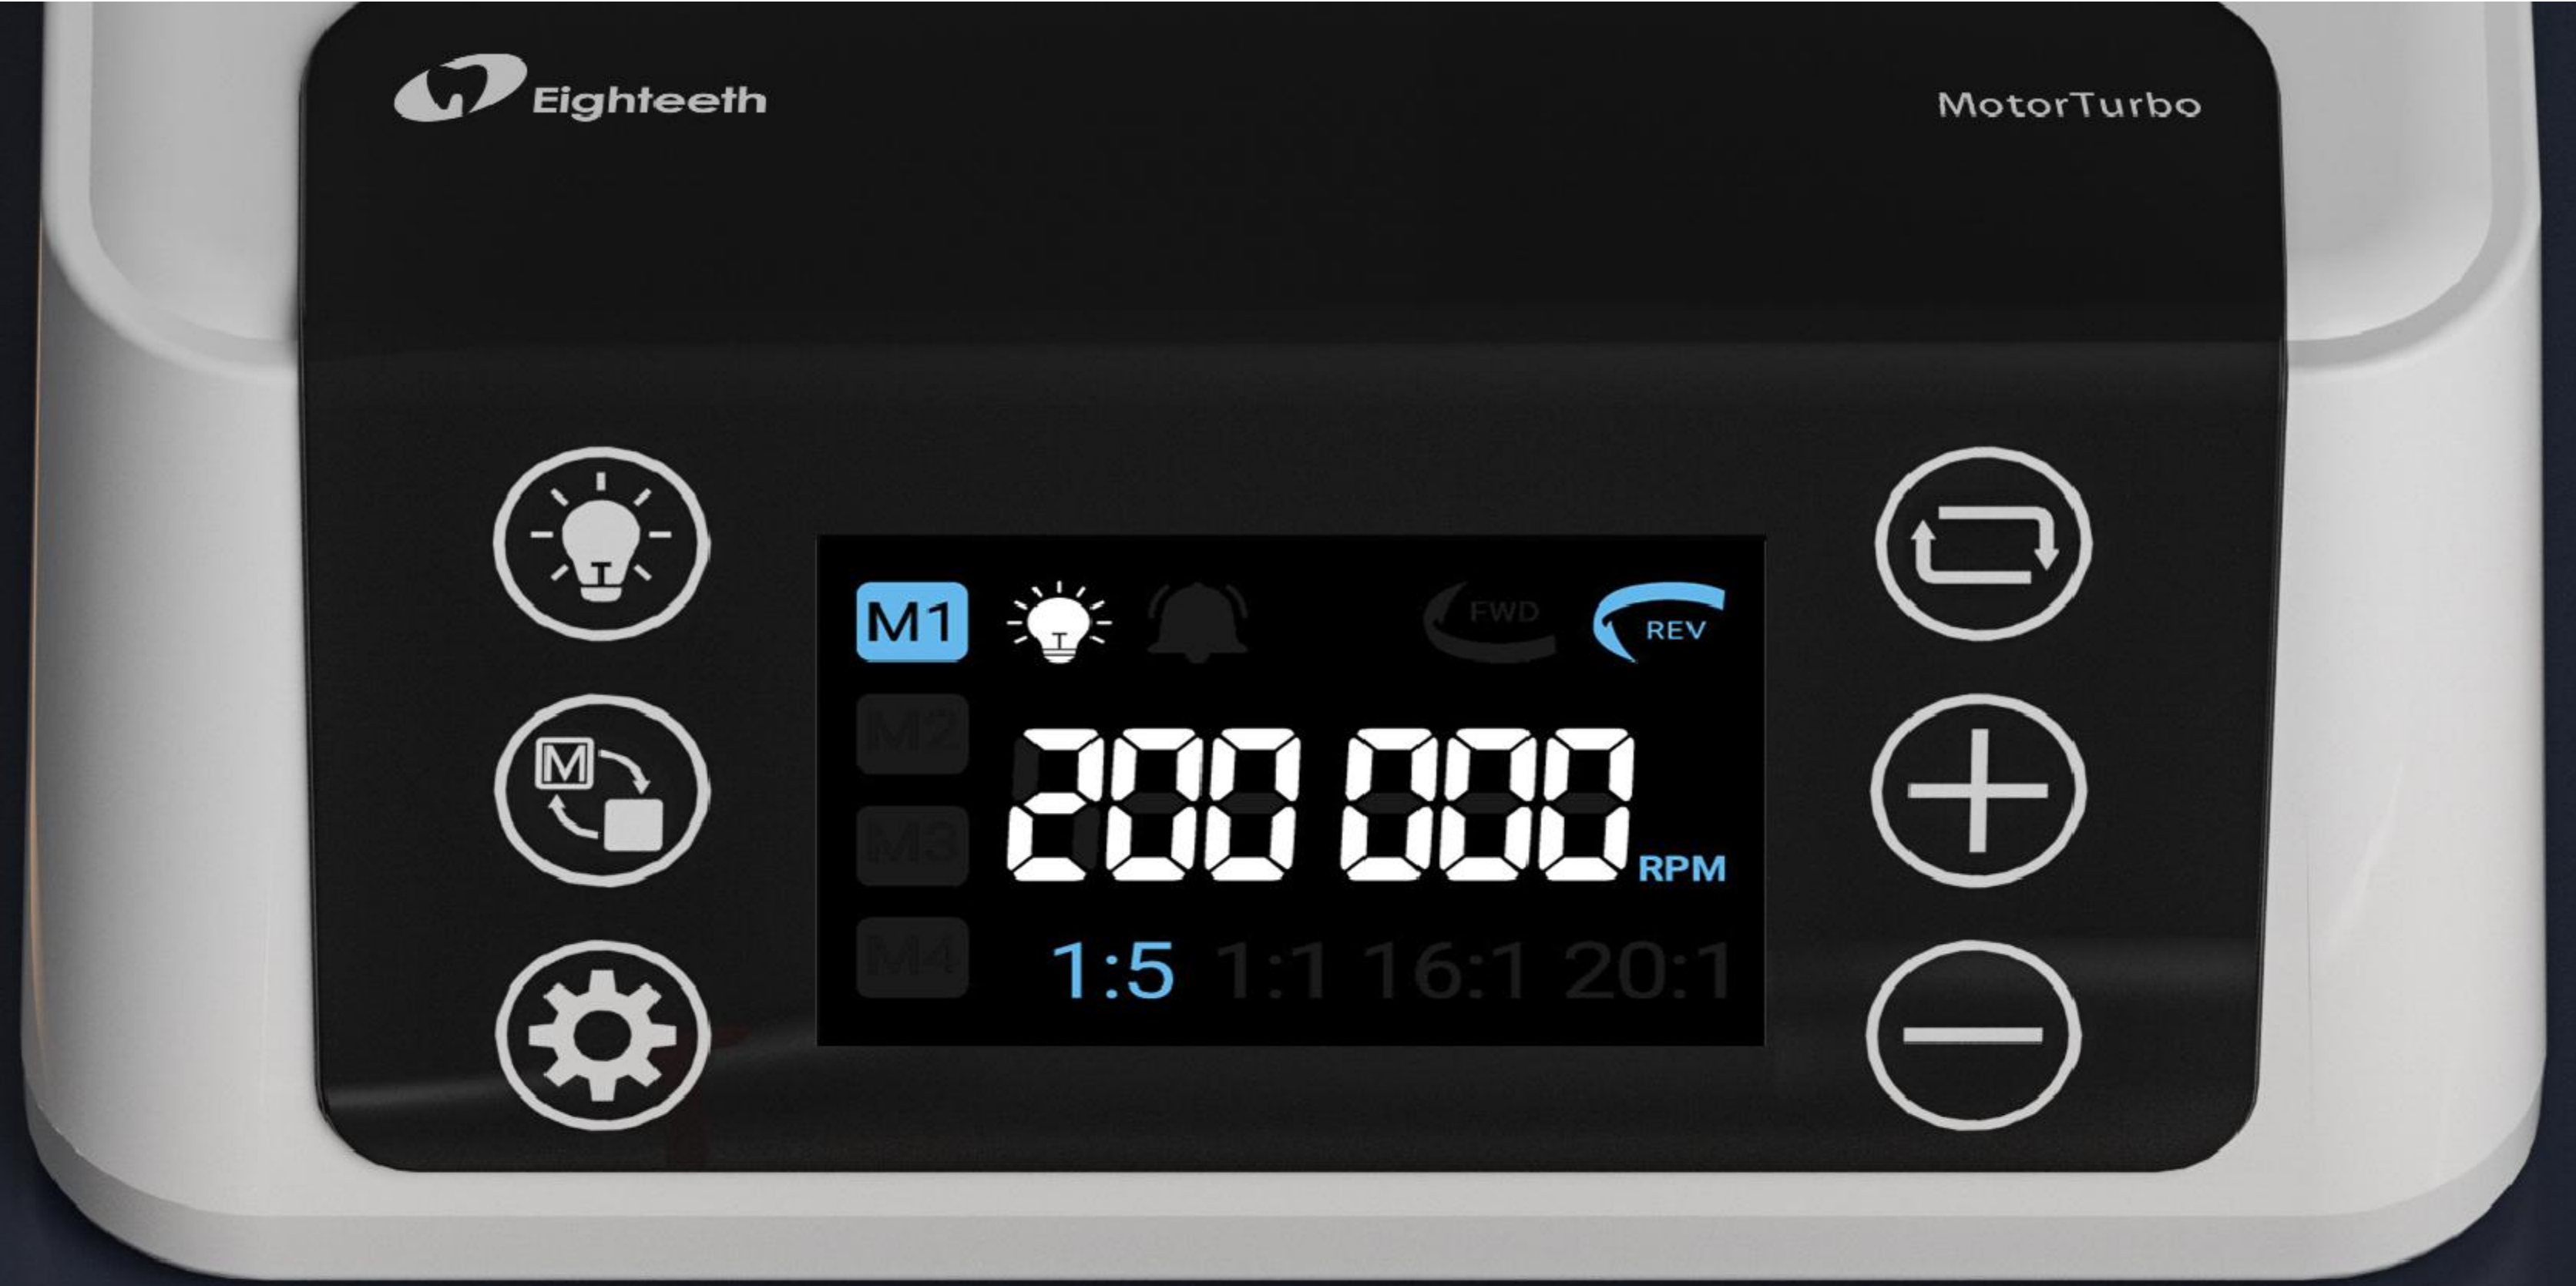 Eighteeth
MotorTurbo
M1
FWD
REV
M
M2
200 000
RPM
M3
M4
1:5 1:1 16:1 20:1